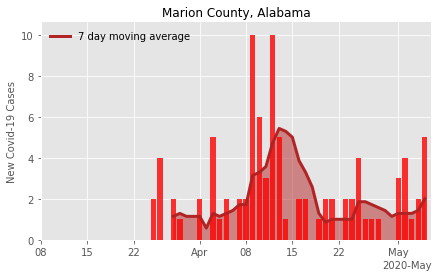 Marion County, Alabama
7 day moving average
New Covid-19 Cases
10
8
6
4
2
0
08 15 22 Apr 08 15 22 May
2020-May